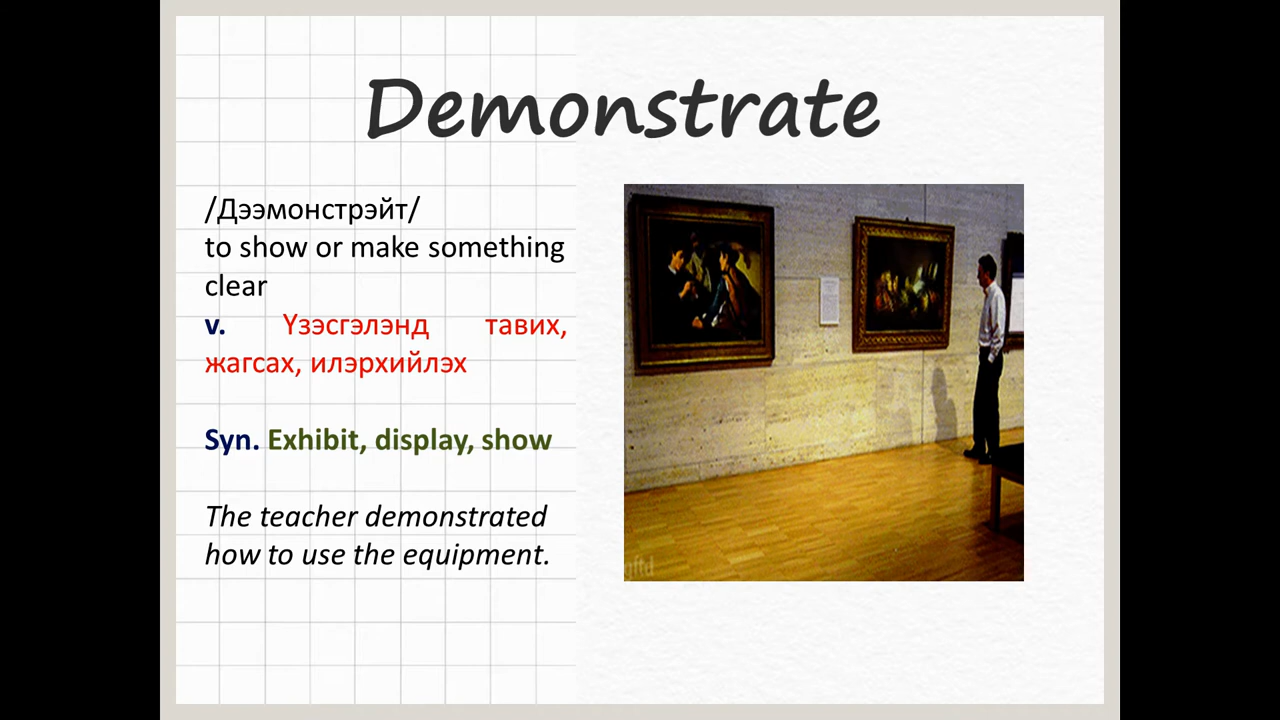 Demonstrate
/Дээмонстрэйт/
to show or make something
clear
v. Үзэсгэлэнд тавих,
жагсах, илэрхийлэх
Syn. Exhibit, display, show
The teacher demonstrated
how to use the equipment.